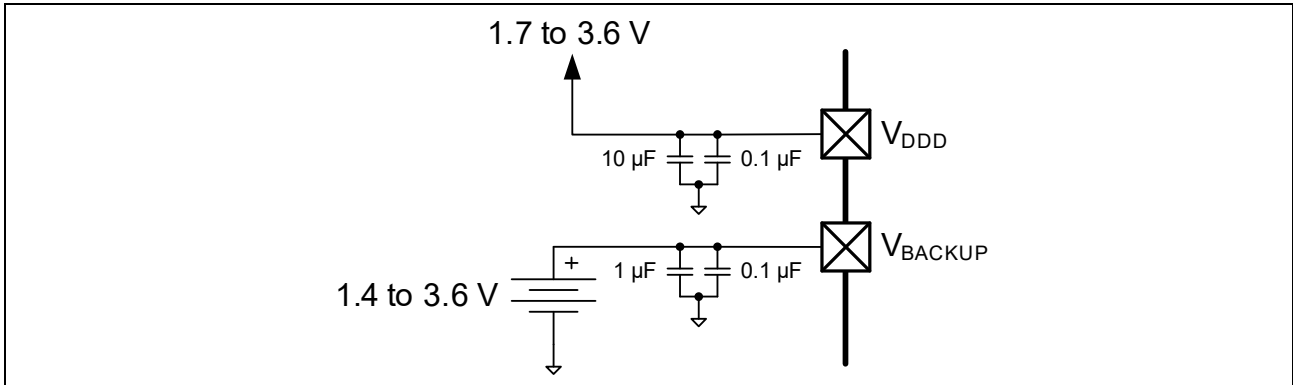 1.7 to 3.6 V
10 µF 0.1 µF VDDD
+
1 µF 0.1 µF VBACKUP
1.4 to 3.6 V